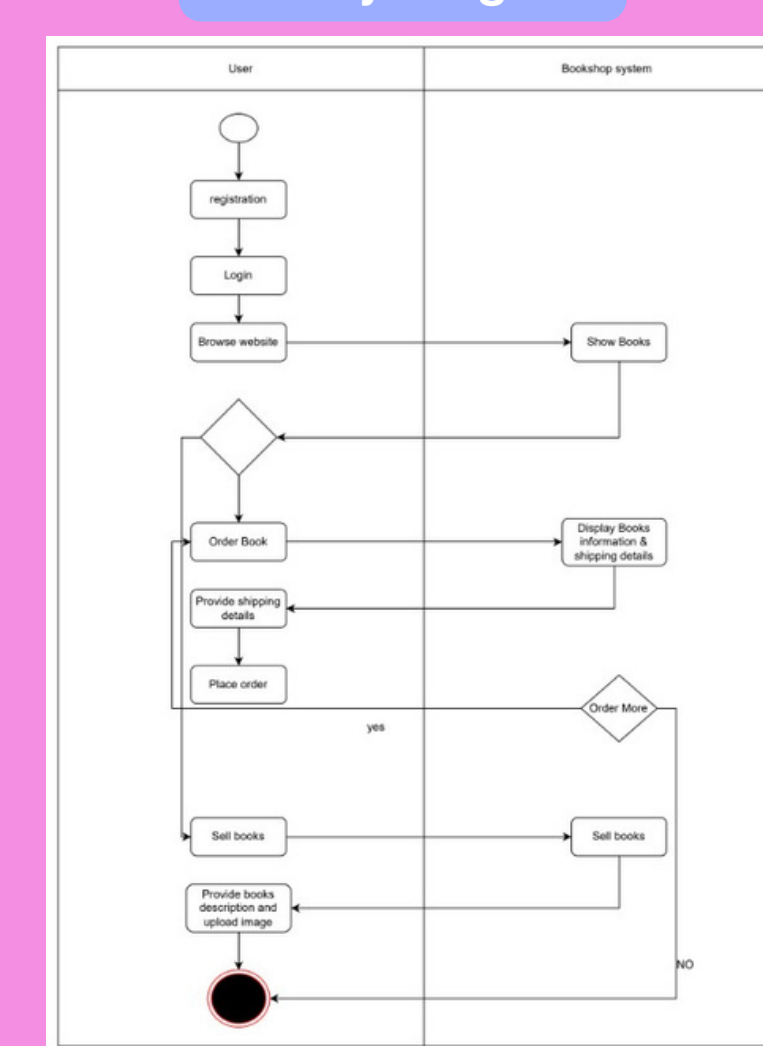 User
Bookshop system
registration
Login
Browse website
Show Books
Order Book
Display Books
information &
shipping details
Provide shipping
details
Place order
Order More
yes
Sell books
Sell books
Provide books
description and
upload image
NO